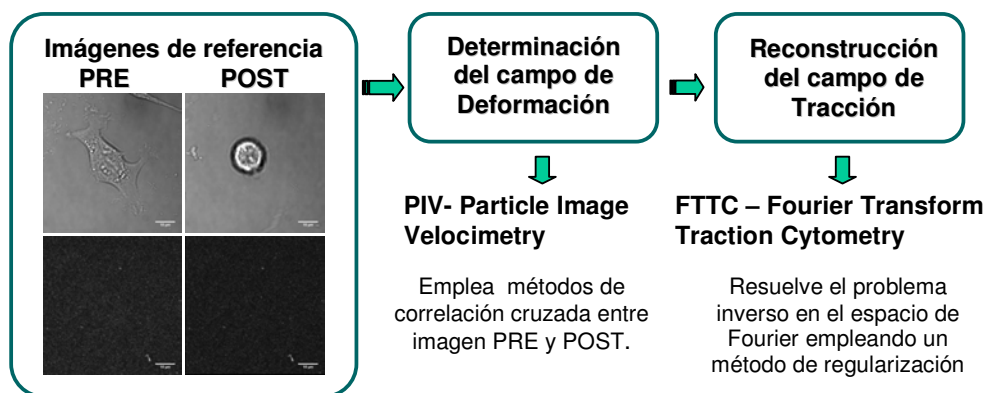 Imágenes de referencia
PRE POST
Determinación
del campo de
Deformación
Reconstrucción
del campo de
Tracción
PIV- Particle Image
Velocimetry
Emplea métodos de
correlación cruzada entre
imagen PRE y POST.
FTTC – Fourier Transform
Traction Cytometry
Resuelve el problema
inverso en el espacio de
Fourier empleando un
método de regularización